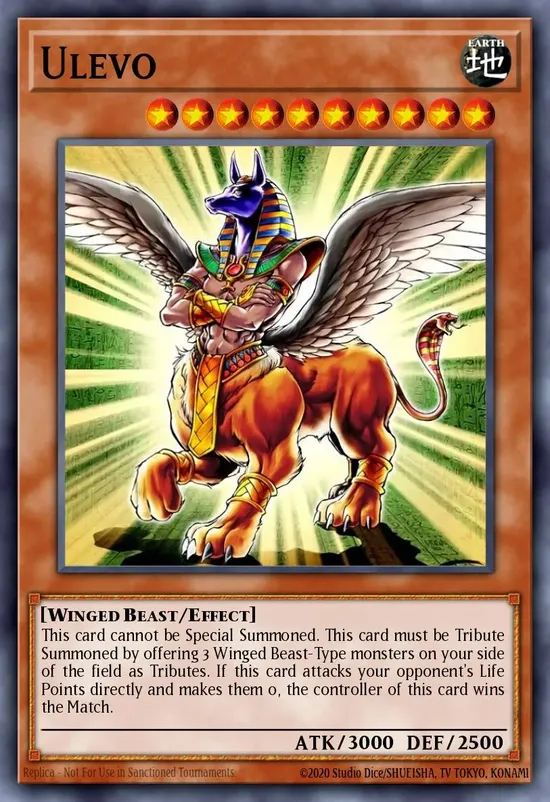 ULEVO
EARTH
地
[WINGED BEAST/EFFECT]
This card cannot be Special Summoned. This card must be Tribute
Summoned by offering 3 Winged Beast-Type monsters on your side
of the field as Tributes. If this card attacks your opponent's Life
Points directly and makes them 0, the controller of this card wins
the Match.
ATK/3000 DEF/2500
Replica - Not For Use in Sanctioned Tournaments
©2020 Studio Dice/SHUEISHA, TV TOKYO, KONAMI